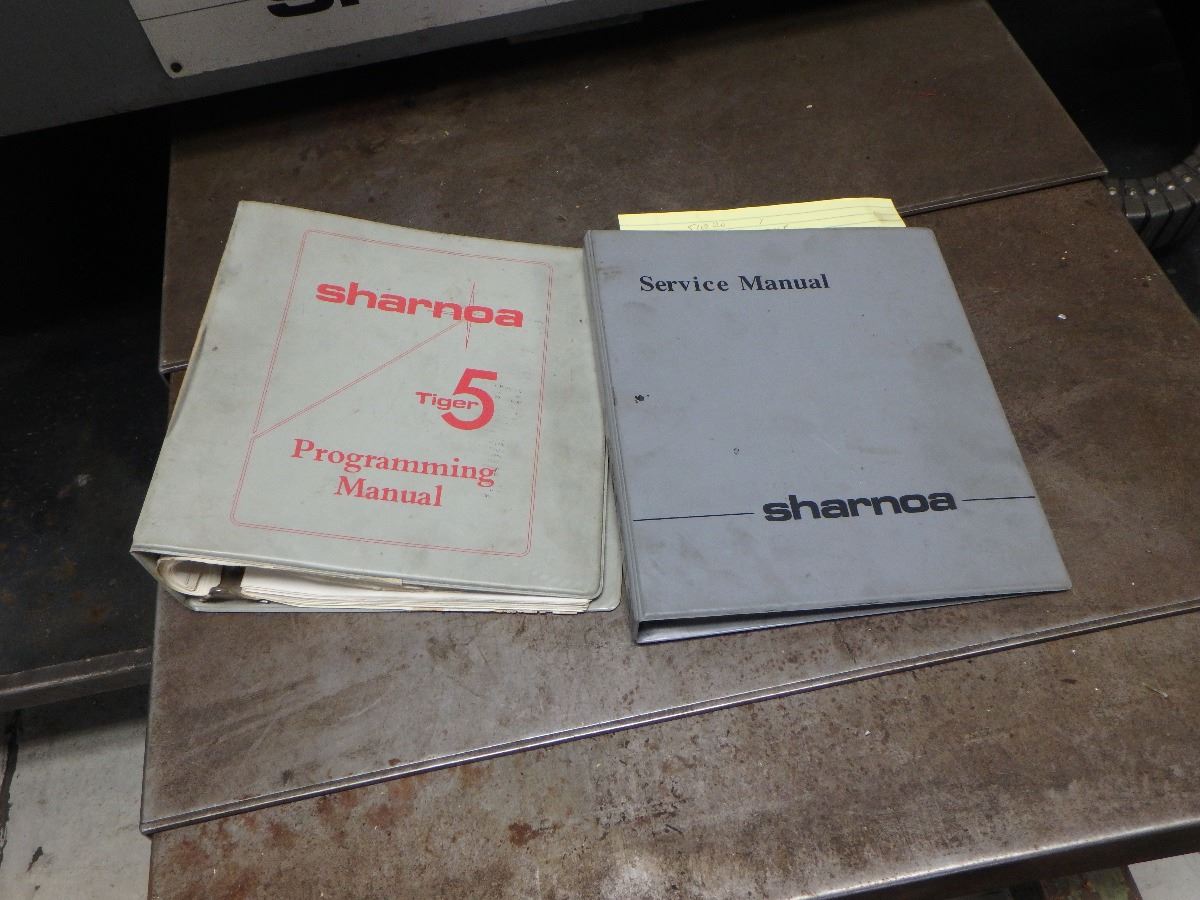 sharnoa
Tiger 5
Programming
Manual
Service Manual
sharnoa